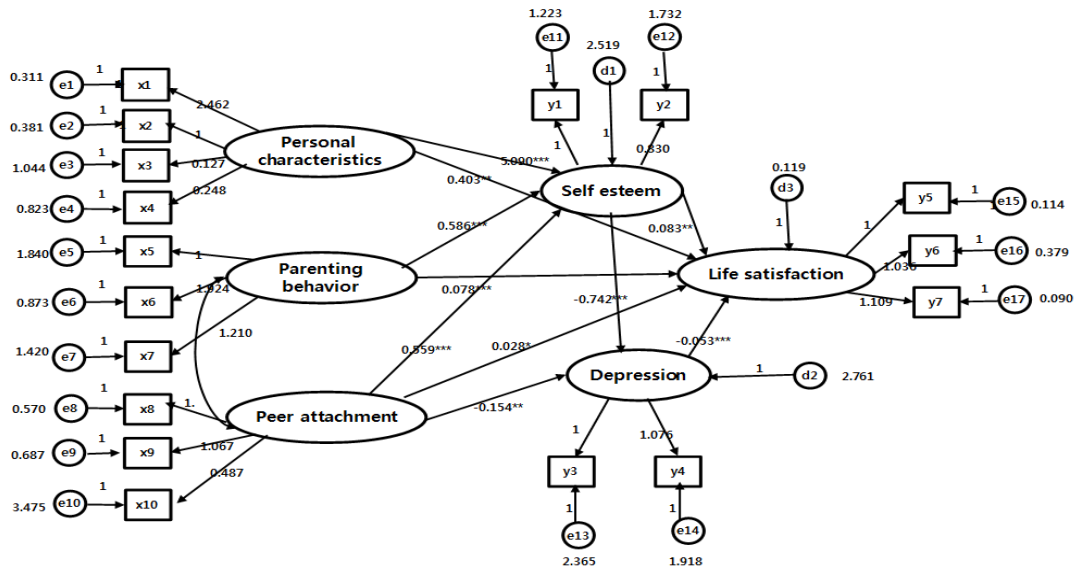 1.223
1.732
e11
e12
2.519
d1
1
1
y1
y2
1
1
0.830
0.311
1
e1
x1
2.462
0.381
1
e2
x2
1
1.044
1
e3
x3
0.127
0.823
1
e4
x4
0.248
Personal
characteristics
5.090***
0.403**
Self esteem
0.119
d3
1
0.083**
1.840
1
e5
x5
1
0.873
e6
1
x6
1.924
1.420
e7
1
x7
1.210
Parenting
behavior
0.586***
0.078***
-0.742***
Life satisfaction
1
y5
1
e15
0.114
1.036
y6
1
e16
0.379
1.109
y7
1
e17
0.090
0.570
e8
1
x8
1.
0.687
1
e9
x9
1.067
3.475
e10
1
x10
0.487
Peer attachment
0.559***
0.028*
-0.154**
-0.053***
Depression
1
d2
2.761
1
1.076
y3
y4
1
1
e13
e14
2.365
1.918